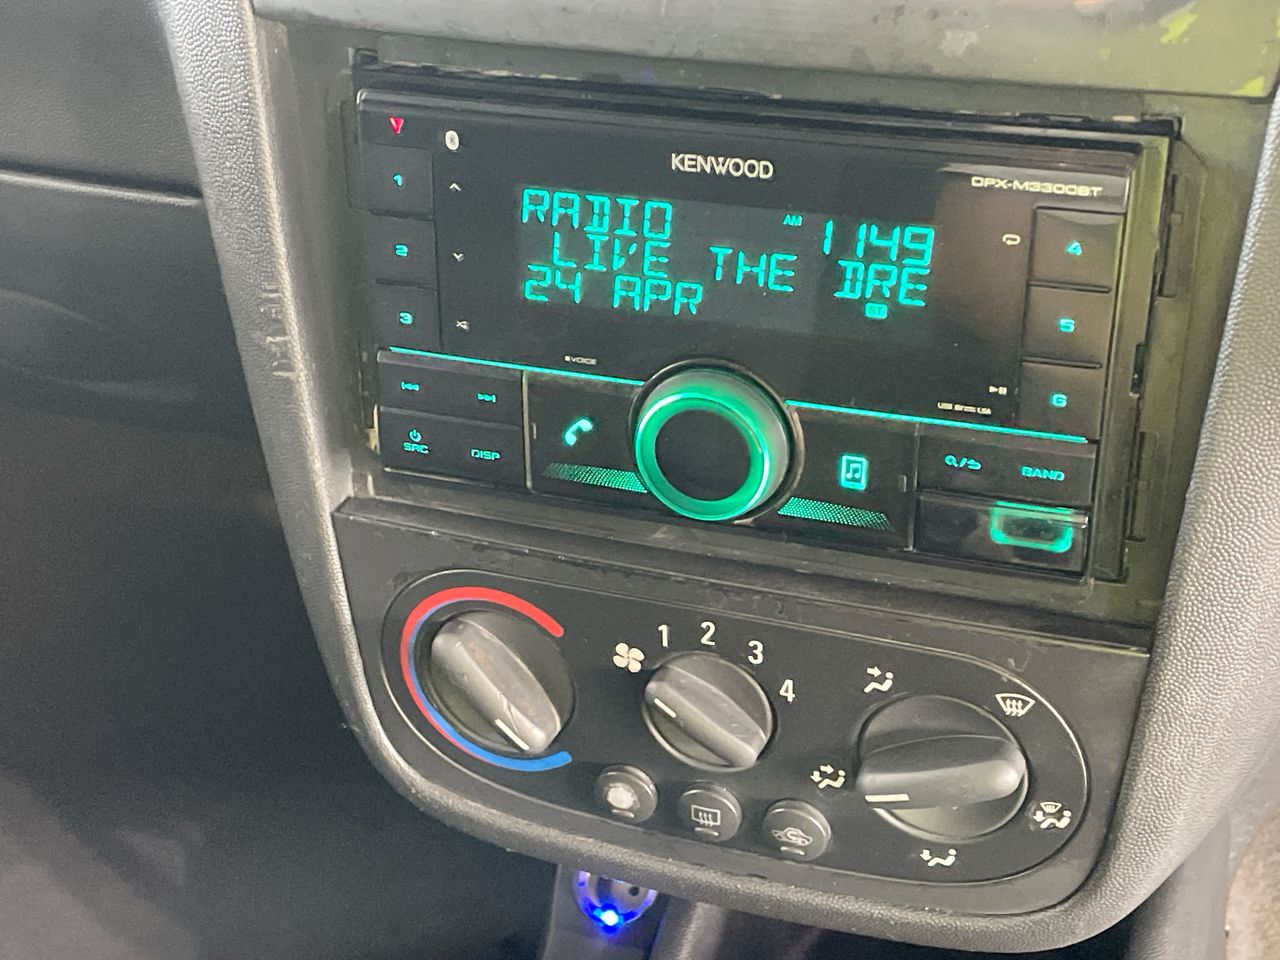 KENWOOD
DPX-M3300BT
RADIO AM 1149
LIVE THE DRE
24 APR ST
1
2
3
4
5
6
VOICE
SRC
DISP
BAND
1 2 3 4